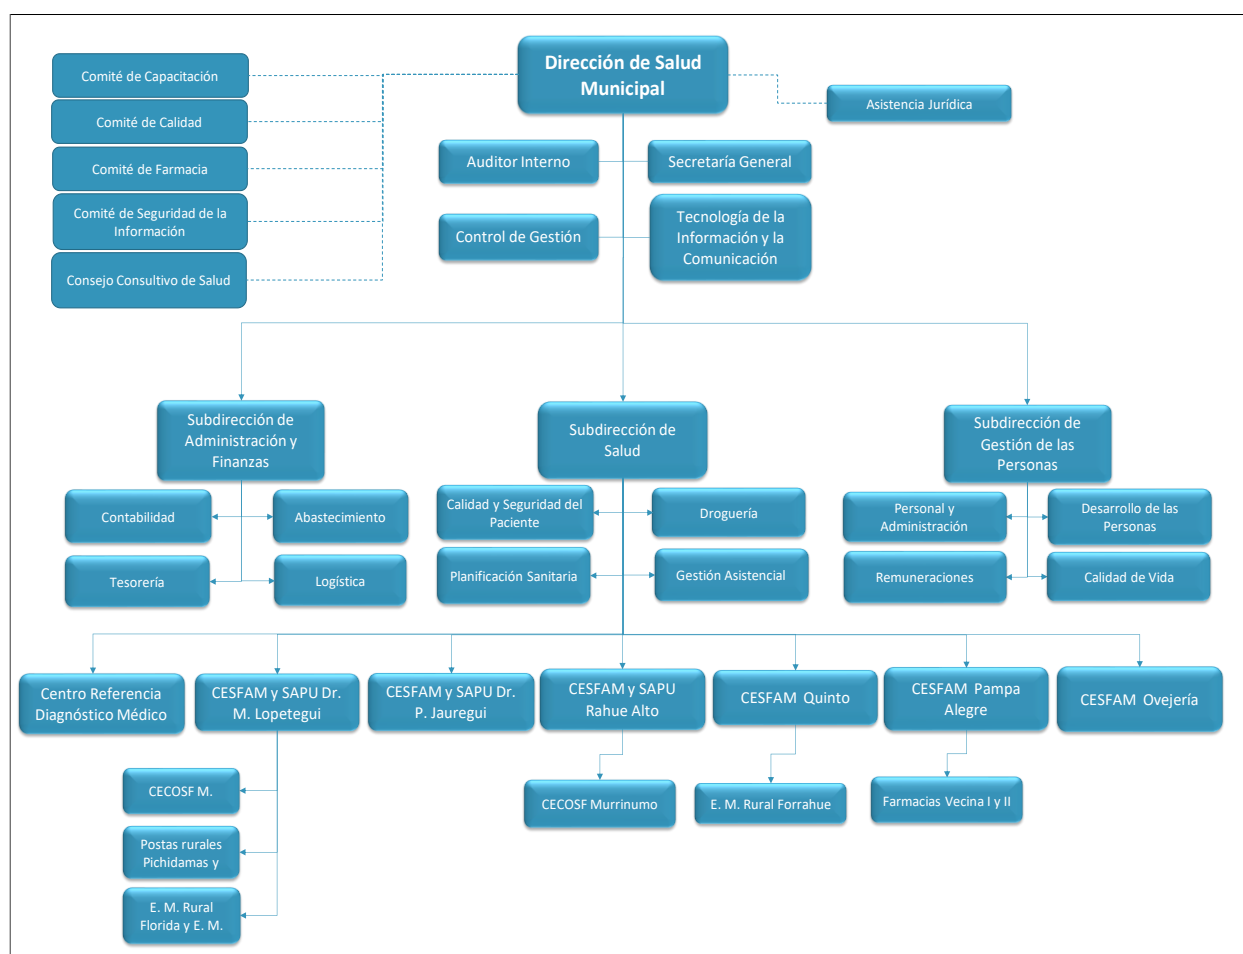 Dirección de Salud
Municipal
Comité de Capacitación
Comité de Calidad
Comité de Farmacia
Comité de Seguridad de la
Información
Consejo Consultivo de Salud
Asistencia Jurídica
Auditor Interno
Secretaría General
Control de Gestión
Tecnología de la
Información y la
Comunicación
Subdirección de
Administración y
Finanzas
Subdirección de
Salud
Subdirección de
Gestión de las
Personas
Contabilidad
Abastecimiento
Tesorería
Logística
Calidad y Seguridad del
Paciente
Droguería
Planificación Sanitaria
Gestión Asistencial
Personal y
Administración
Desarrollo de las
Personas
Remuneraciones
Calidad de Vida
Centro Referencia
Diagnóstico Médico
CESFAM y SAPU Dr.
M. Lopetegui
CESFAM y SAPU Dr.
P. Jauregui
CESFAM y SAPU
Rahue Alto
CESFAM Quinto
CESFAM Pampa
Alegre
CESFAM Ovejería
CECOSF M.
Postas rurales
Pichidamas y
E. M. Rural
Florida y E. M.
CECOSF Murrinumo
E. M. Rural Forrahue
Farmacias Vecina I y II